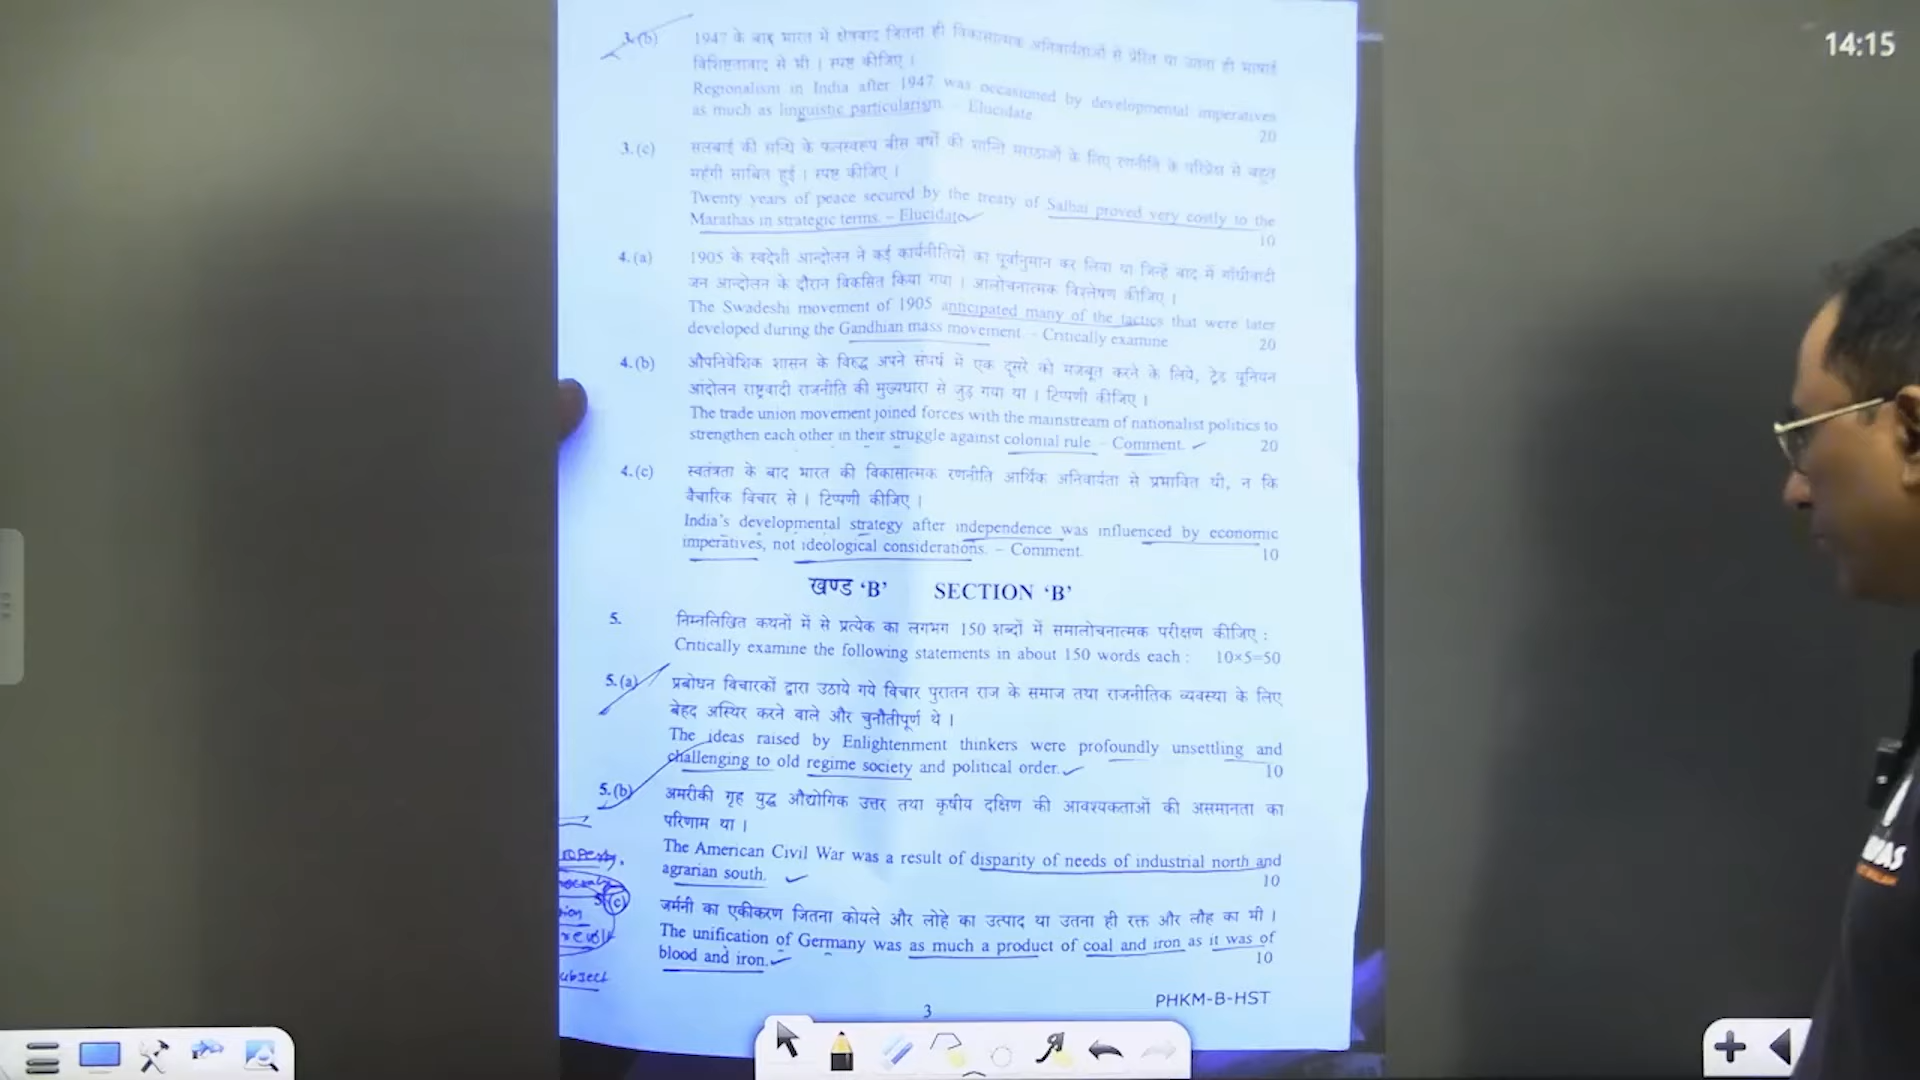 14:15
3.(b) 1947 के बाद भारत में क्षेत्रवाद जितना ही विकासात्मक अनिवार्यताओं से प्रेरित था उतना ही भाषाई
विशिष्टतावाद से भी । स्पष्ट कीजिए ।
Regionalism in India after 1947 was occasioned by developmental imperatives
as much as linguistic particularism. – Elucidate 20
3.(c) सलबाई की सन्धि के फलस्वरूप बीस वर्षों की शान्ति मराठाओं के लिए रणनीति के परिप्रेक्ष से बहुत
महँगी साबित हुई । स्पष्ट कीजिए ।
Twenty years of peace secured by the treaty of Salbai proved very costly to the
Marathas in strategic terms. – Elucidate 10
4.(a) 1905 के स्वदेशी आन्दोलन ने कई कार्यनीतियों का पूर्वानुमान कर लिया था जिन्हें बाद में गाँधीवादी
जन आन्दोलन के दौरान विकसित किया गया । आलोचनात्मक विश्लेषण कीजिए ।
The Swadeshi movement of 1905 anticipated many of the tactics that were later
developed during the Gandhian mass movement. – Critically examine 20
4.(b) औपनिवेशिक शासन के विरुद्ध अपने संघर्ष में एक दूसरे को मजबूत करने के लिये, ट्रेड यूनियन
आंदोलन राष्ट्रवादी राजनीति की मुख्यधारा से जुड़ गया था । टिप्पणी कीजिए ।
The trade union movement joined forces with the mainstream of nationalist politics to
strengthen each other in their struggle against colonial rule – Comment. 20
4.(c) स्वतंत्रता के बाद भारत की विकासात्मक रणनीति आर्थिक अनिवार्यता से प्रभावित थी, न कि
वैचारिक विचार से । टिप्पणी कीजिए ।
India's developmental strategy after independence was influenced by economic
imperatives, not ideological considerations. – Comment. 10
खण्ड ‘B’ SECTION ‘B’
5. निम्नलिखित कथनों में से प्रत्येक का लगभग 150 शब्दों में समालोचनात्मक परीक्षण कीजिए :
Critically examine the following statements in about 150 words each : 10×5=50
5.(a) प्रबोधन विचारकों द्वारा उठाये गये विचार पुरातन राज के समाज तथा राजनीतिक व्यवस्था के लिए
बेहद अस्थिर करने वाले और चुनौतीपूर्ण थे ।
The ideas raised by Enlightenment thinkers were profoundly unsettling and
challenging to old regime society and political order. 10
5.(b) अमरीकी गृह युद्ध औद्योगिक उत्तर तथा कृषीय दक्षिण की आवश्यकताओं की असमानता का
परिणाम था ।
The American Civil War was a result of disparity of needs of industrial north and
agrarian south. 10
5(c) जर्मनी का एकीकरण जितना कोयले और लोहे का उत्पाद था उतना ही रक्त और लौह का भी ।
The unification of Germany was as much a product of coal and iron as it was of
blood and iron. 10
3
PHKM-B-HST